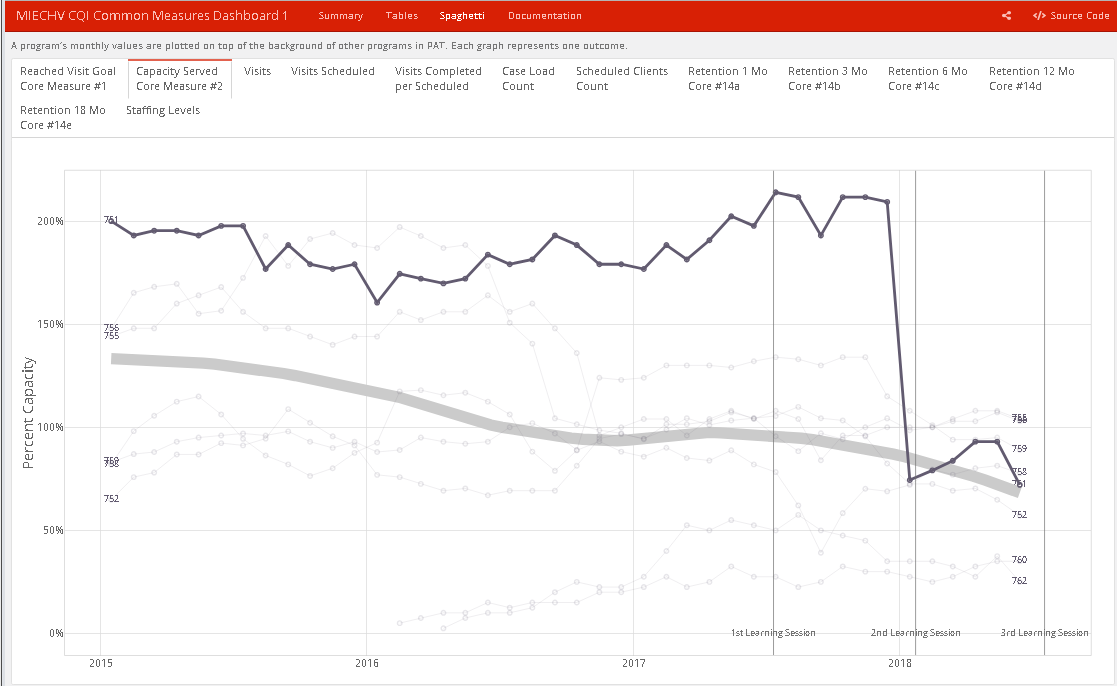 MIECHV CQI Common Measures Dashboard 1 Summary Tables Spaghetti Documentation </> Source Code
A program's monthly values are plotted on top of the background of other programs in PAT. Each graph represents one outcome.
Reached Visit Goal Capacity Served Visits Visits Scheduled Visits Completed Case Load Scheduled Clients Retention 1 Mo Retention 3 Mo Retention 6 Mo Retention 12 Mo
Core Measure #1 Core Measure #2 per Scheduled Count Count Core #14a Core #14b Core #14c Core #14d
Retention 18 Mo Staffing Levels
Core #14e
Percent Capacity
200%
150%
100%
50%
0%
751
756
755
758
752
755
759
758
751
752
760
762
1st Learning Session 2nd Learning Session 3rd Learning Session
2015 2016 2017 2018